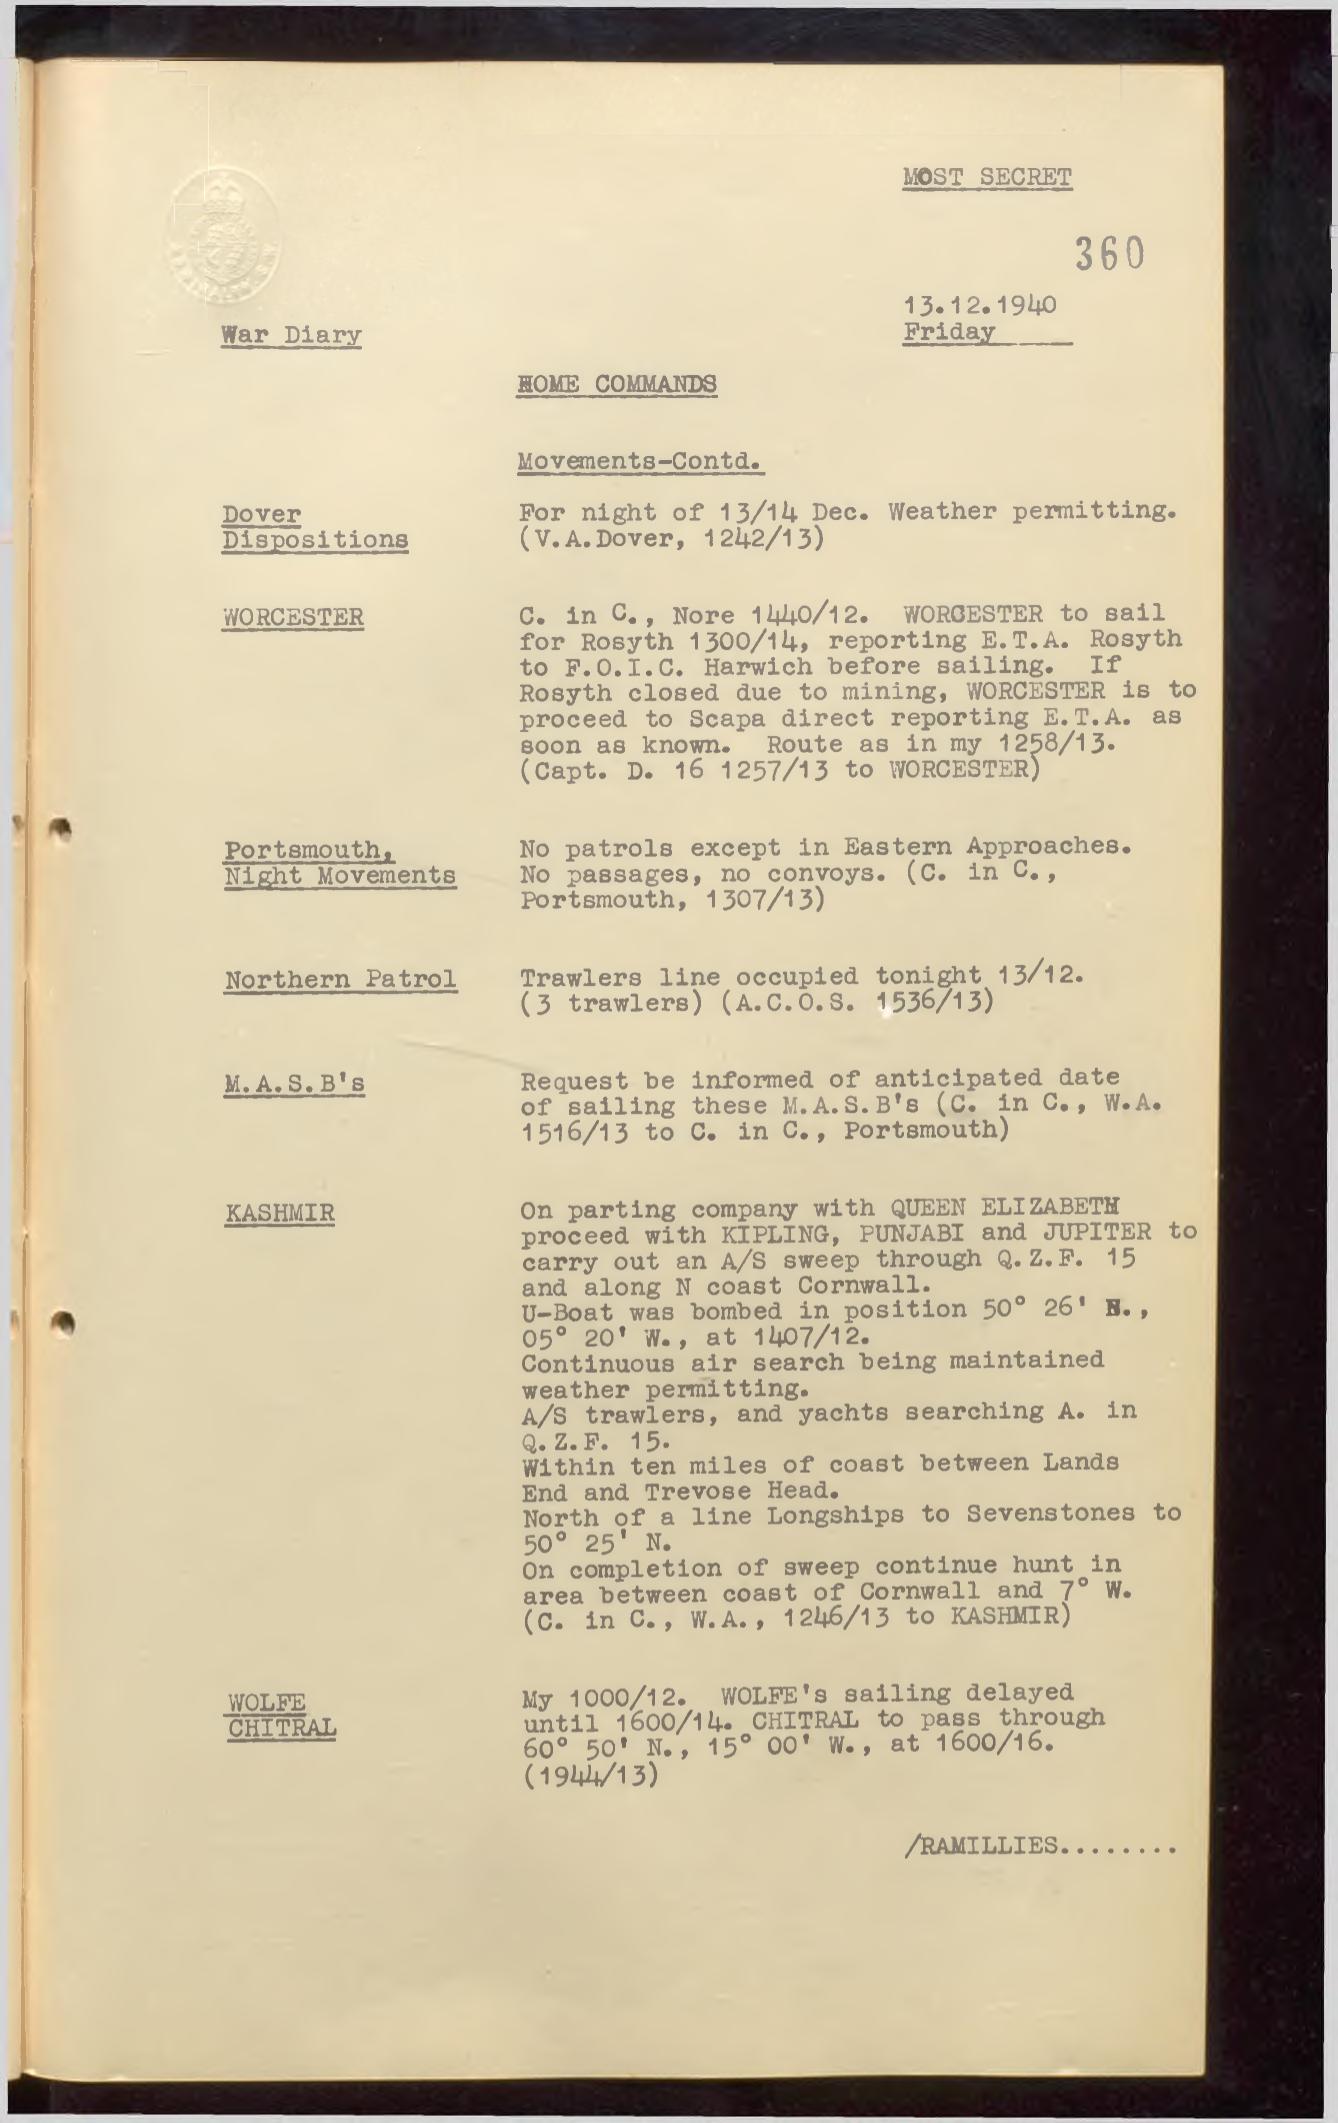 MOST SECRET
360
13.12.1940
War Diary
Friday
HOME COMMANDS
Movements-Contd.
Dover
Dispositions
For night of 13/14 Dec. Weather permitting.
(V.A.Dover, 1242/13)
WORCESTER
C. in C., Nore 1440/12. WORCESTER to sail
for Rosyth 1300/14, reporting E.T.A. Rosyth
to F.O.I.C. Harwich before sailing. If
Rosyth closed due to mining, WORCESTER is to
proceed to Scapa direct reporting E.T.A. as
soon as known. Route as in my 1258/13.
(Capt. D. 16 1257/13 to WORCESTER)
Portsmouth,
Night Movements
No patrols except in Eastern Approaches.
No passages, no convoys. (C. in C.,
Portsmouth, 1307/13)
Northern Patrol
Trawlers line occupied tonight 13/12.
(3 trawlers) (A.C.O.S. 1536/13)
M.A.S.B's
Request be informed of anticipated date
of sailing these M.A.S.B's (C. in C., W.A.
1516/13 to C. in C., Portsmouth)
KASHMIR
On parting company with QUEEN ELIZABETH
proceed with KIPLING, PUNJABI and JUPITER to
carry out an A/S sweep through Q.Z.F. 15
and along N coast Cornwall.
U-Boat was bombed in position 50° 26' N.,
05° 20' W., at 1407/12.
Continuous air search being maintained
weather permitting.
A/S trawlers, and yachts searching A. in
Q.Z.F. 15.
Within ten miles of coast between Lands
End and Trevose Head.
North of a line Longships to Sevenstones to
50° 25' N.
On completion of sweep continue hunt in
area between coast of Cornwall and 7° W.
(C. in C., W.A., 1246/13 to KASHMIR)
WOLFE
CHITRAL
My 1000/12. WOLFE's sailing delayed
until 1600/14. CHITRAL to pass through
60° 50' N., 15° 00' W., at 1600/16.
(1944/13)
/RAMILLIES........